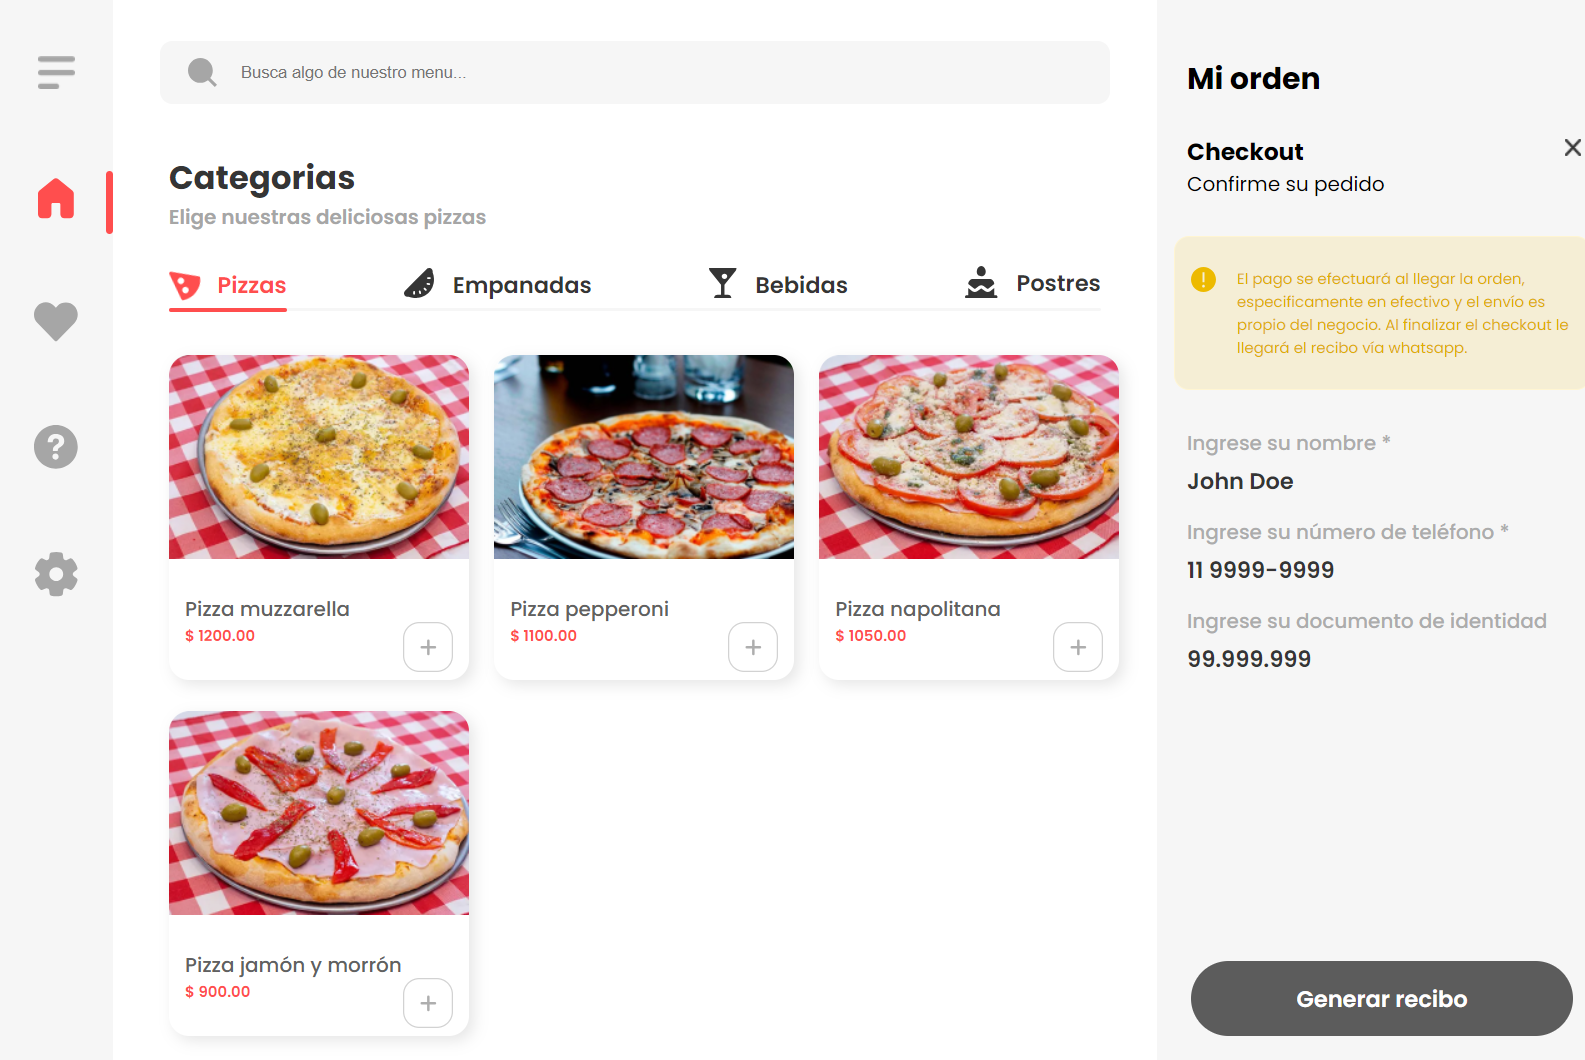 Busca algo de nuestro menu...
Categorias
Elige nuestras deliciosas pizzas
Pizzas
Empanadas
Bebidas
Postres
Pizza muzzarella
$ 1200.00
+
Pizza pepperoni
$ 1100.00
+
Pizza napolitana
$ 1050.00
+
Pizza jamón y morrón
$ 900.00
+
Mi orden
Checkout
Confirme su pedido
El pago se efectuará al llegar la orden,
especificamente en efectivo y el envío es
propio del negocio. Al finalizar el checkout le
llegará el recibo vía whatsapp.
Ingrese su nombre *
John Doe
Ingrese su número de teléfono *
11 9999-9999
Ingrese su documento de identidad
99.999.999
Generar recibo